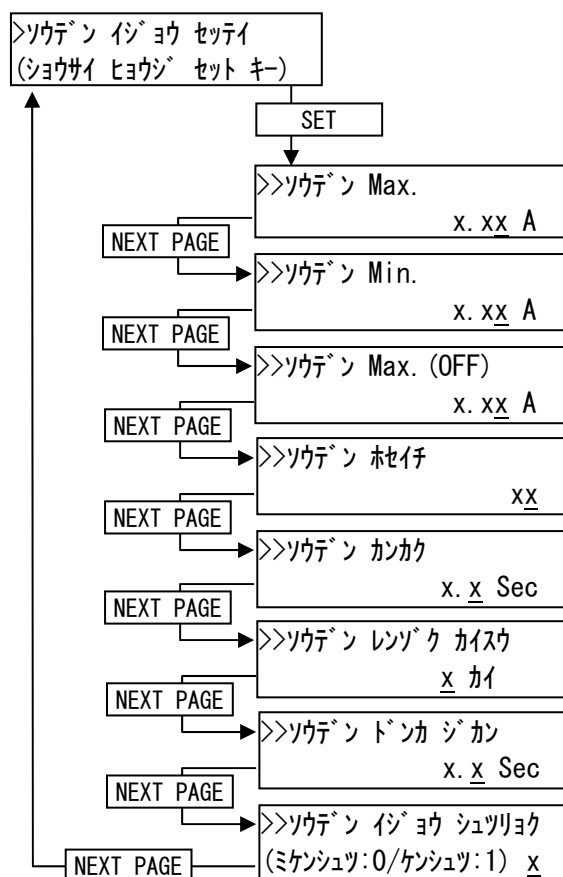 >ｿｳﾃﾞﾝ ｲｼﾞｮｳ ｾｯﾃｲ
(ｼｮｳｻｲ ﾋｮｳｼﾞ ｾｯﾄ ｷｰ)
SET
>>ｿｳﾃﾞﾝ Max.
x.xx A
NEXT PAGE
>>ｿｳﾃﾞﾝ Min.
x.xx A
NEXT PAGE
>>ｿｳﾃﾞﾝ Max.(OFF)
x.xx A
NEXT PAGE
>>ｿｳﾃﾞﾝ ﾎｾｲﾁ
xx
NEXT PAGE
>>ｿｳﾃﾞﾝ ｶﾝｶｸ
x.x Sec
NEXT PAGE
>>ｿｳﾃﾞﾝ ﾚﾝｿﾞｸ ｶｲｽｳ
x ｶｲ
NEXT PAGE
>>ｿｳﾃﾞﾝ ﾄﾞﾝｶ ｼﾞｶﾝ
x.x Sec
NEXT PAGE
>>ｿｳﾃﾞﾝ ｲｼﾞｮｳ ｼｭﾂﾘｮｸ
(ﾐｹﾝｼｭﾂ:0/ｹﾝｼｭﾂ:1) x
NEXT PAGE